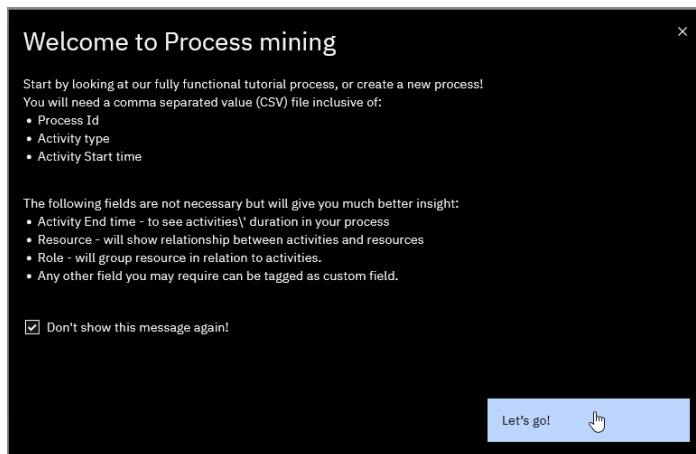 Welcome to Process mining
Start by looking at our fully functional tutorial process, or create a new process!
You will need a comma separated value (CSV) file inclusive of:
• Process Id
• Activity type
• Activity Start time
The following fields are not necessary but will give you much better insight:
• Activity End time - to see activities\' duration in your process
• Resource - will show relationship between activities and resources
• Role - will group resource in relation to activities.
• Any other field you may require can be tagged as custom field.
Don't show this message again!
Let's go!